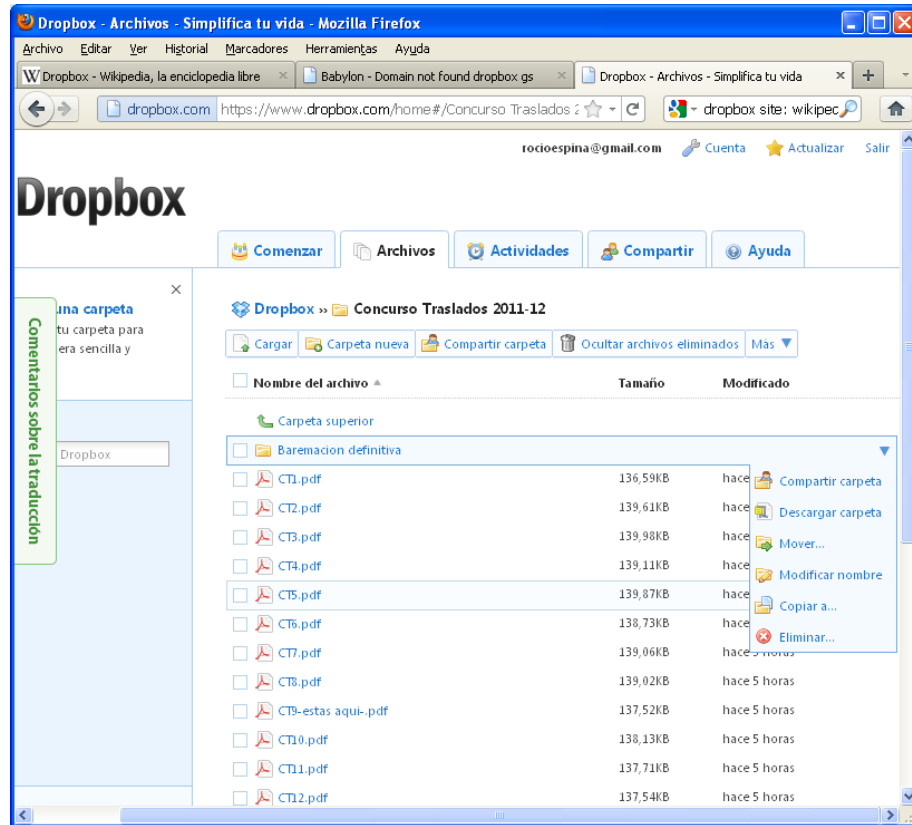 Dropbox - Archivos - Simplifica tu vida - Mozilla Firefox
Archivo Editar Ver Historial Marcadores Herramientas Ayuda
W Dropbox - Wikipedia, la enciclopedia libre × Babylon - Domain not found dropbox gs × Dropbox - Archivos - Simplifica tu vida × +
dropbox.com https://www.dropbox.com/home#/Concurso Traslados 2 dropbox site: wikipec
rocioespina@gmail.com Cuenta Actualizar Salir
Dropbox
Comenzar Archivos Actividades Compartir Ayuda
una carpeta
tu carpeta para
era sencilla y
Comentarios sobre la traducción
Dropbox
Dropbox » Concurso Traslados 2011-12
Cargar Carpeta nueva Compartir carpeta Ocultar archivos eliminados Más ▼
Nombre del archivo Tamaño Modificado
Carpeta superior
Baremacion definitiva
CT1.pdf 136,59KB hace
CT2.pdf 139,61KB hace
CT3.pdf 139,98KB hace
CT4.pdf 139,11KB hace
CT5.pdf 139,87KB hace
CT6.pdf 138,73KB hace
CT7.pdf 139,06KB hace 5 horas
CT8.pdf 139,02KB hace 5 horas
CT9-estas aqui-.pdf 137,52KB hace 5 horas
CT10.pdf 138,13KB hace 5 horas
CT11.pdf 137,71KB hace 5 horas
CT12.pdf 137,54KB hace 5 horas
Compartir carpeta
Descargar carpeta
Mover...
Modificar nombre
Copiar a...
Eliminar...